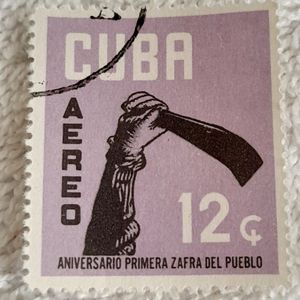 CUBA
AEREO
12 ¢
ANIVERSARIO PRIMERA ZAFRA DEL PUEBLO